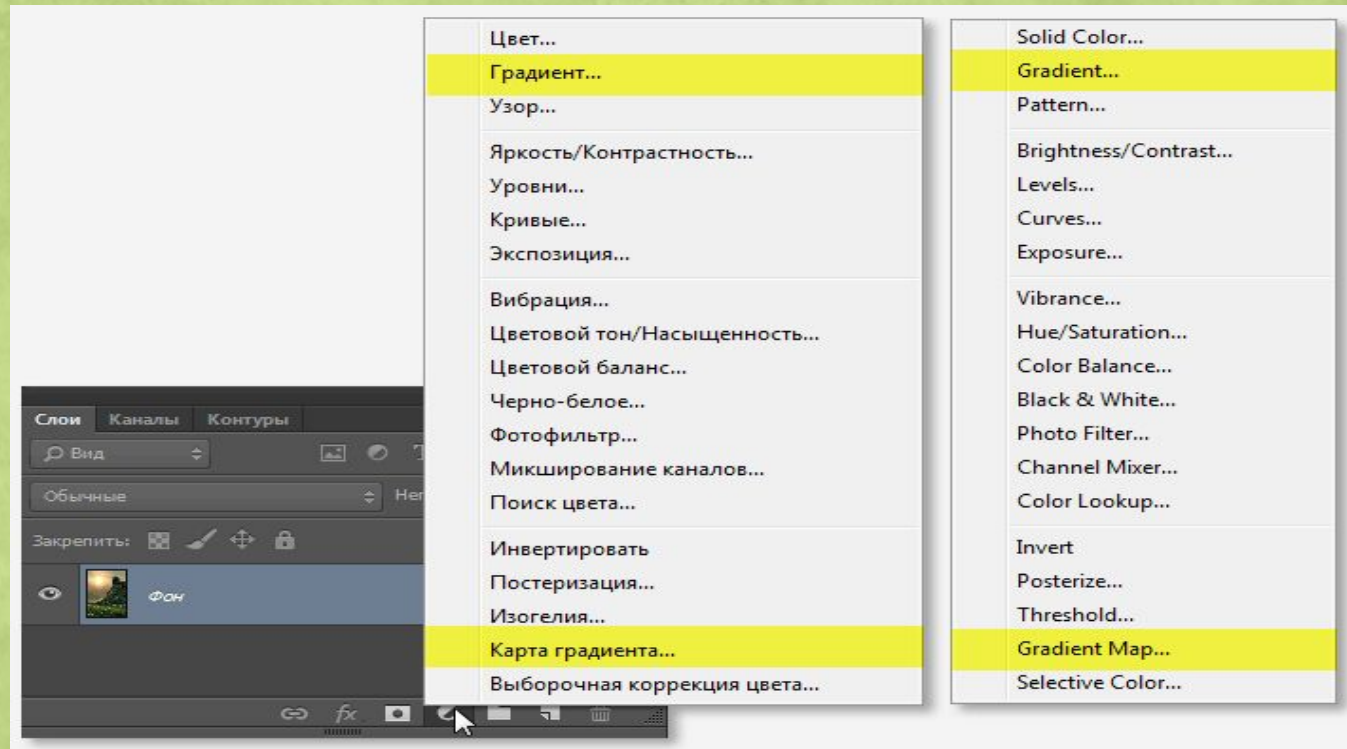 Цвет...
Градиент...
Узор...
Яркость/Контрастность...
Уровни...
Кривые...
Экспозиция...
Вибрация...
Цветовой тон/Насыщенность...
Цветовой баланс...
Черно-белое...
Фотофильтр...
Микширование каналов...
Поиск цвета...
Инвертировать
Постеризация...
Изогелия...
Карта градиента...
Выборочная коррекция цвета...
Solid Color...
Gradient...
Pattern...
Brightness/Contrast...
Levels...
Curves...
Exposure...
Vibrance...
Hue/Saturation...
Color Balance...
Black & White...
Photo Filter...
Channel Mixer...
Color Lookup...
Invert
Posterize...
Threshold...
Gradient Map...
Selective Color...
Слои Каналы Контуры
Вид
Обычные
Закрепить:
Фон
fx